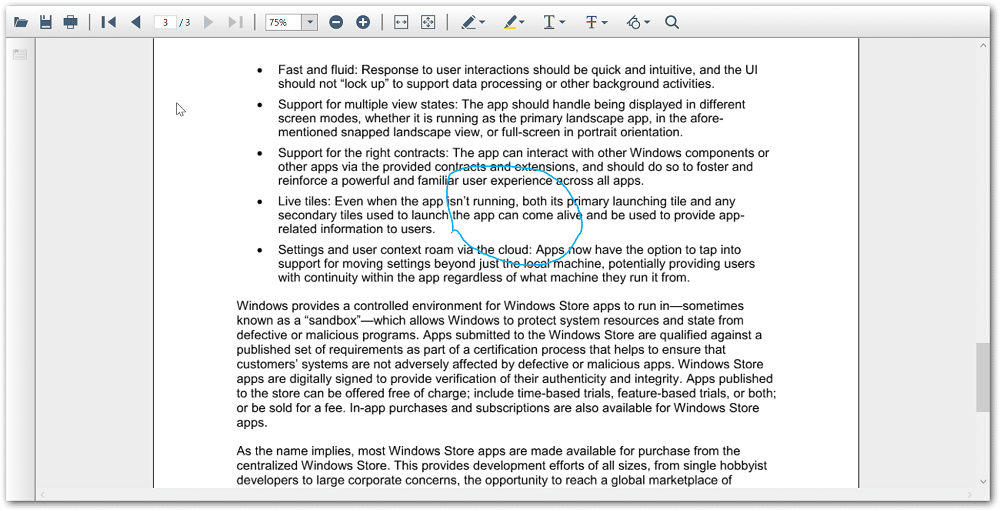 3 / 3
75%
• Fast and fluid: Response to user interactions should be quick and intuitive, and the UI
should not “lock up” to support data processing or other background activities.
• Support for multiple view states: The app should handle being displayed in different
screen modes, whether it is running as the primary landscape app, in the afore-
mentioned snapped landscape view, or full-screen in portrait orientation.
• Support for the right contracts: The app can interact with other Windows components or
other apps via the provided contracts and extensions, and should do so to foster and
reinforce a powerful and familiar user experience across all apps.
• Live tiles: Even when the app isn’t running, both its primary launching tile and any
secondary tiles used to launch the app can come alive and be used to provide app-
related information to users.
• Settings and user context roam via the cloud: Apps now have the option to tap into
support for moving settings beyond just the local machine, potentially providing users
with continuity within the app regardless of what machine they run it from.
Windows provides a controlled environment for Windows Store apps to run in—sometimes
known as a “sandbox”—which allows Windows to protect system resources and state from
defective or malicious programs. Apps submitted to the Windows Store are qualified against a
published set of requirements as part of a certification process that helps to ensure that
customers’ systems are not adversely affected by defective or malicious apps. Windows Store
apps are digitally signed to provide verification of their authenticity and integrity. Apps published
to the store can be offered free of charge; include time-based trials, feature-based trials, or both;
or be sold for a fee. In-app purchases and subscriptions are also available for Windows Store
apps.
As the name implies, most Windows Store apps are made available for purchase from the
centralized Windows Store. This provides development efforts of all sizes, from single hobbyist
developers to large corporate concerns, the opportunity to reach a global marketplace of